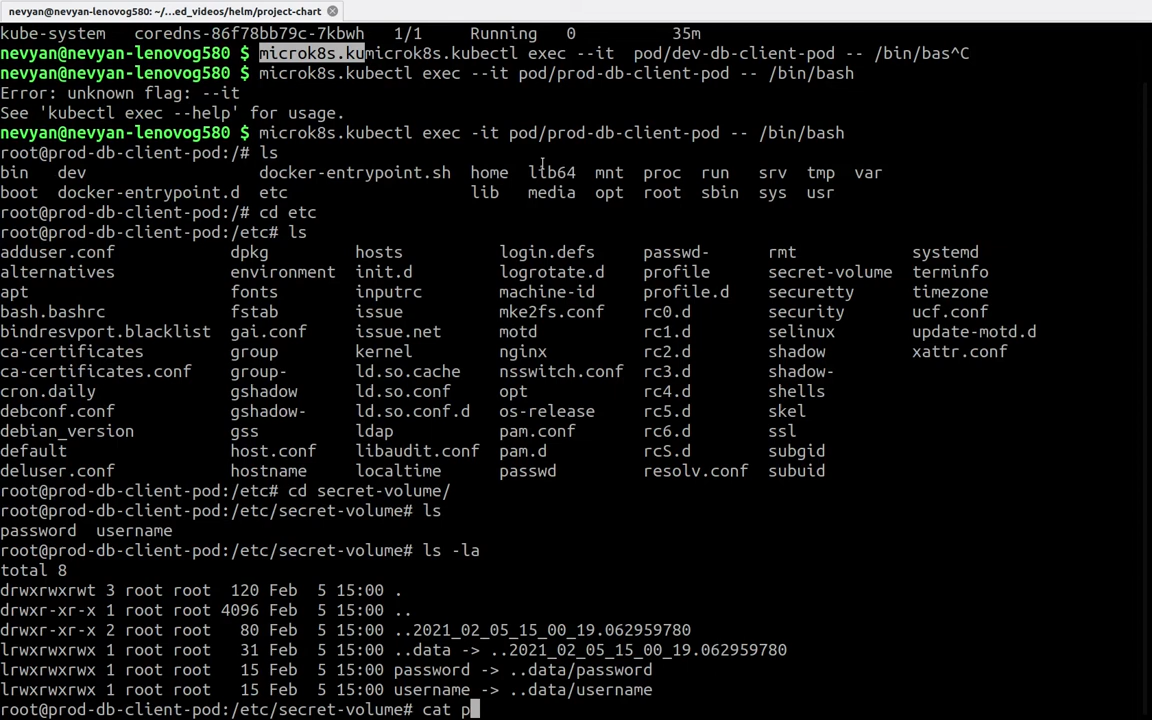 nevyan@nevyan-lenovog580: ~/...ed_videos/helm/project-chart
kube-system   coredns-86f78bb79c-7kbwh   1/1     Running   0          35m
nevyan@nevyan-lenovog580 $ microk8s.kumicrok8s.kubectl exec --it  pod/dev-db-client-pod -- /bin/bas^C
nevyan@nevyan-lenovog580 $ microk8s.kubectl exec --it pod/prod-db-client-pod -- /bin/bash
Error: unknown flag: --it
See 'kubectl exec --help' for usage.
nevyan@nevyan-lenovog580 $ microk8s.kubectl exec -it pod/prod-db-client-pod -- /bin/bash
root@prod-db-client-pod:/# ls
bin   dev                  docker-entrypoint.sh  home  lib64  mnt  proc  run   srv  tmp  var
boot  docker-entrypoint.d  etc                   lib   media  opt  root  sbin  sys  usr
root@prod-db-client-pod:/# cd etc
root@prod-db-client-pod:/etc# ls
adduser.conf            dpkg         hosts          login.defs     passwd-      rmt            systemd
alternatives            environment  init.d         logrotate.d    profile      secret-volume  terminfo
apt                     fonts        inputrc        machine-id     profile.d    securetty      timezone
bash.bashrc             fstab        issue          mke2fs.conf    rc0.d        security       ucf.conf
bindresvport.blacklist  gai.conf     issue.net      motd           rc1.d        selinux        update-motd.d
ca-certificates         group        kernel         nginx          rc2.d        shadow         xattr.conf
ca-certificates.conf    group-       ld.so.cache    nsswitch.conf  rc3.d        shadow-
cron.daily              gshadow      ld.so.conf     opt            rc4.d        shells
debconf.conf            gshadow-     ld.so.conf.d   os-release     rc5.d        skel
debian_version          gss          ldap           pam.conf       rc6.d        ssl
default                 host.conf    libaudit.conf  pam.d          rcS.d        subgid
deluser.conf            hostname     localtime      passwd         resolv.conf  subuid
root@prod-db-client-pod:/etc# cd secret-volume/
root@prod-db-client-pod:/etc/secret-volume# ls
password  username
root@prod-db-client-pod:/etc/secret-volume# ls -la
total 8
drwxrwxrwt 3 root root  120 Feb  5 15:00 .
drwxr-xr-x 1 root root 4096 Feb  5 15:00 ..
drwxr-xr-x 2 root root   80 Feb  5 15:00 ..2021_02_05_15_00_19.062959780
lrwxrwxrwx 1 root root   31 Feb  5 15:00 ..data -> ..2021_02_05_15_00_19.062959780
lrwxrwxrwx 1 root root   15 Feb  5 15:00 password -> ..data/password
lrwxrwxrwx 1 root root   15 Feb  5 15:00 username -> ..data/username
root@prod-db-client-pod:/etc/secret-volume# cat p